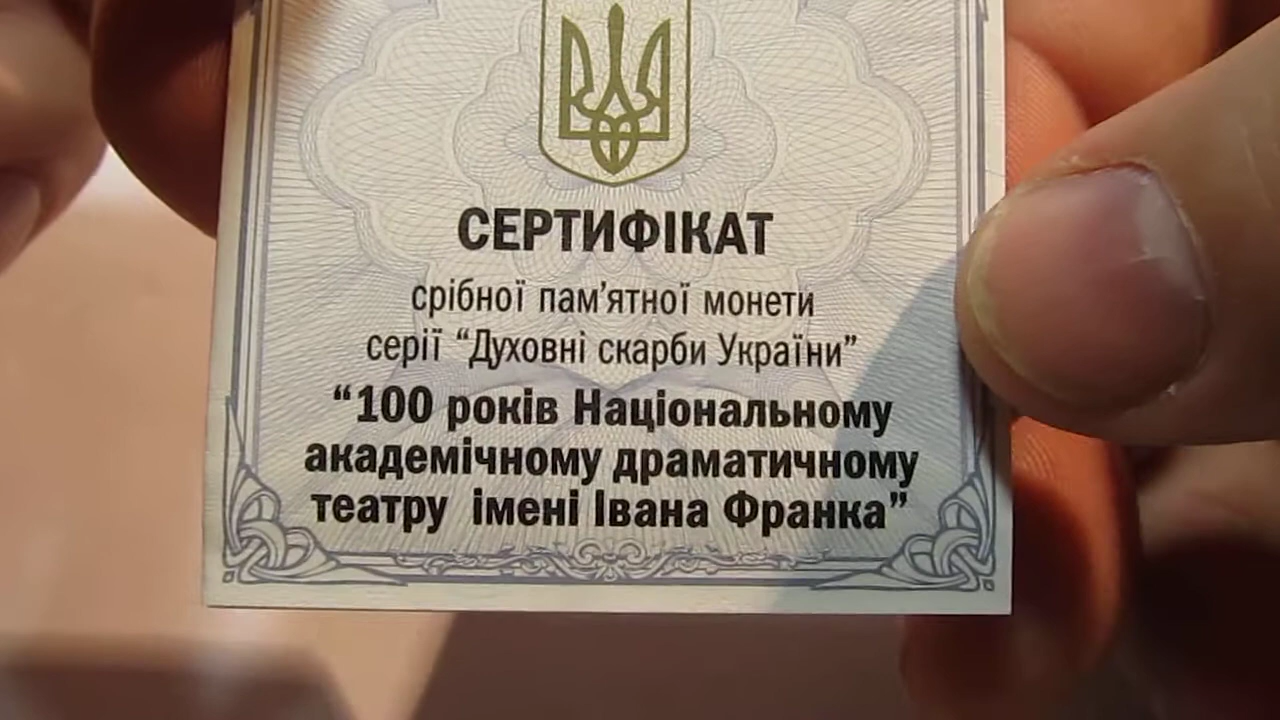 СЕРТИФІКАТ
срібної пам’ятної монети
серії “Духовні скарби України”
“100 років Національному
академічному драматичному
театру імені Івана Франка”